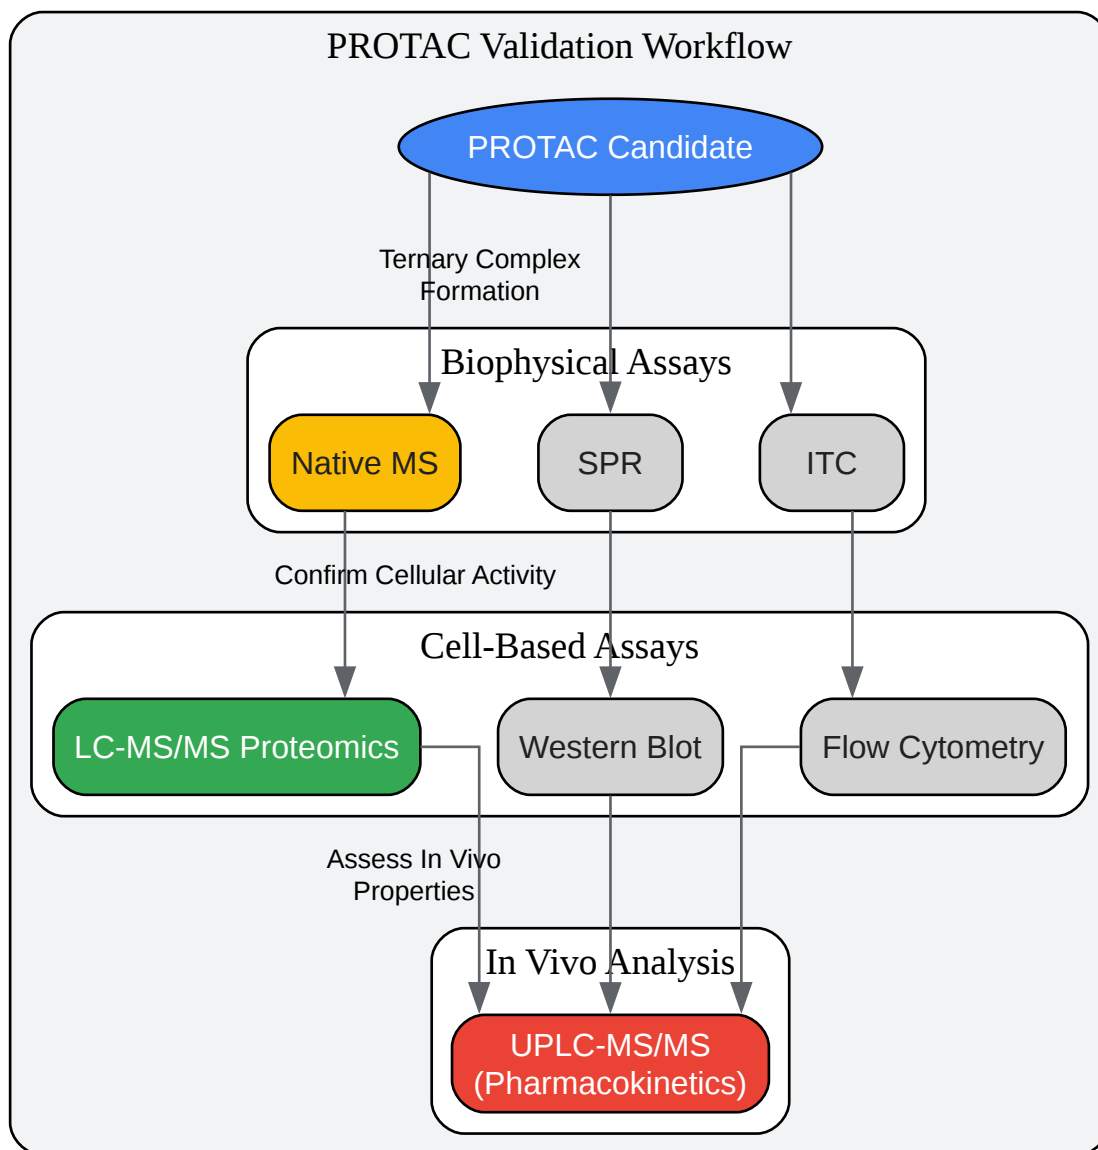 PROTAC Validation Workflow
PROTAC Candidate
Ternary Complex
Formation
Biophysical Assays
Native MS
SPR
ITC
Confirm Cellular Activity
Cell-Based Assays
LC-MS/MS Proteomics
Western Blot
Flow Cytometry
Assess In Vivo
Properties
In Vivo Analysis
UPLC-MS/MS
(Pharmacokinetics)